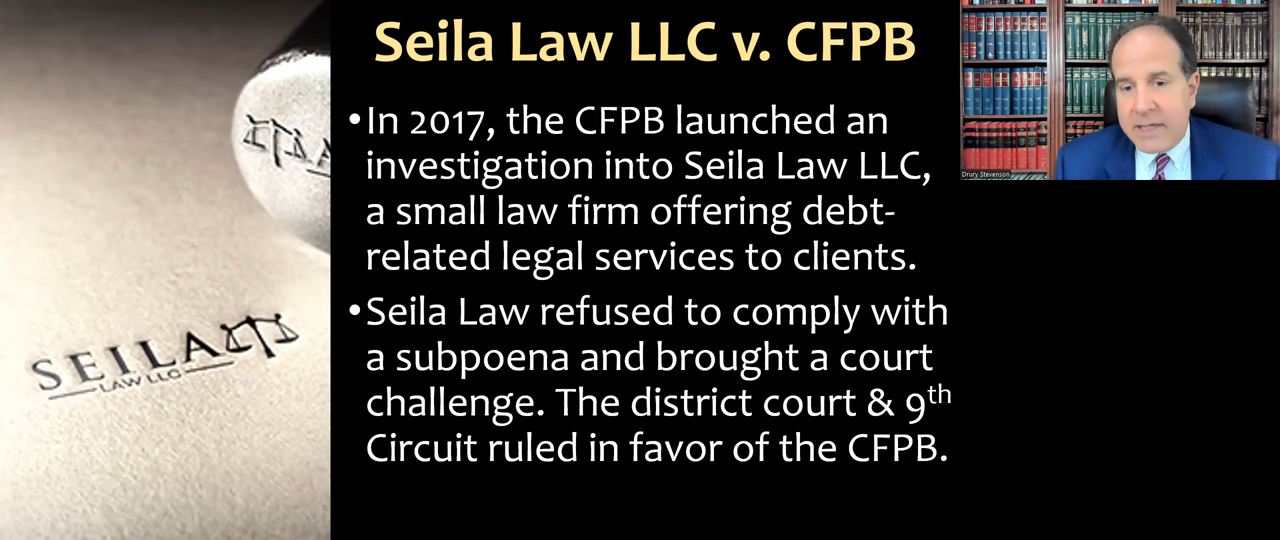 Seila Law LLC v. CFPB
•In 2017, the CFPB launched an
investigation into Seila Law LLC,
a small law firm offering debt-
related legal services to clients.
•Seila Law refused to comply with
a subpoena and brought a court
challenge. The district court & 9th
Circuit ruled in favor of the CFPB.
SEILA
LAW LLC
Drury Stevenson